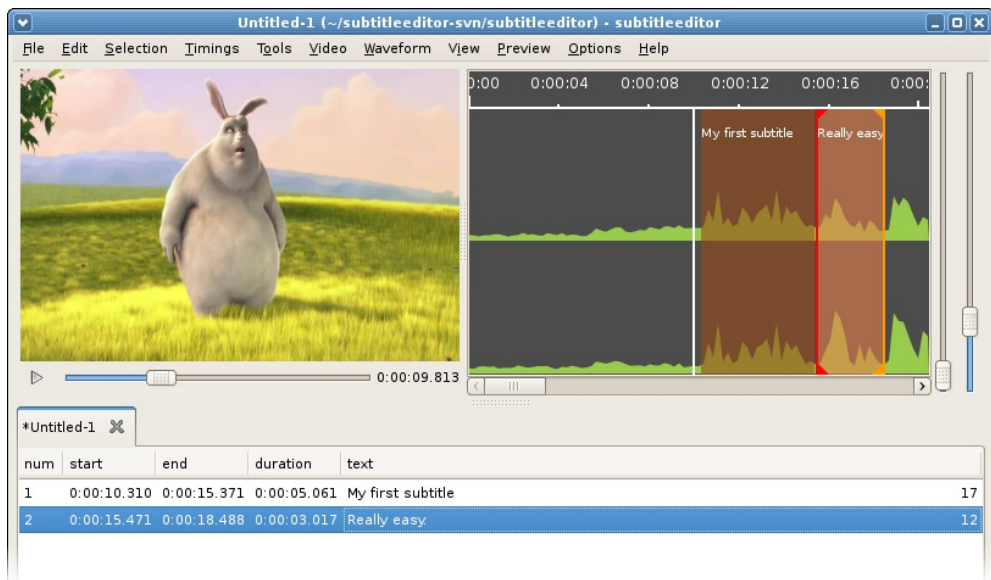 Untitled-1 (~/subtitleeditor-svn/subtitleeditor) - subtitleeditor
File Edit Selection Timings Tools Video Waveform View Preview Options Help
0:00 0:00:04 0:00:08 0:00:12 0:00:16 0:00:
My first subtitle Really easy
0:00:09.813
*Untitled-1
num start end duration text
1 0:00:10.310 0:00:15.371 0:00:05.061 My first subtitle 17
2 0:00:15.471 0:00:18.488 0:00:03.017 Really easy. 12